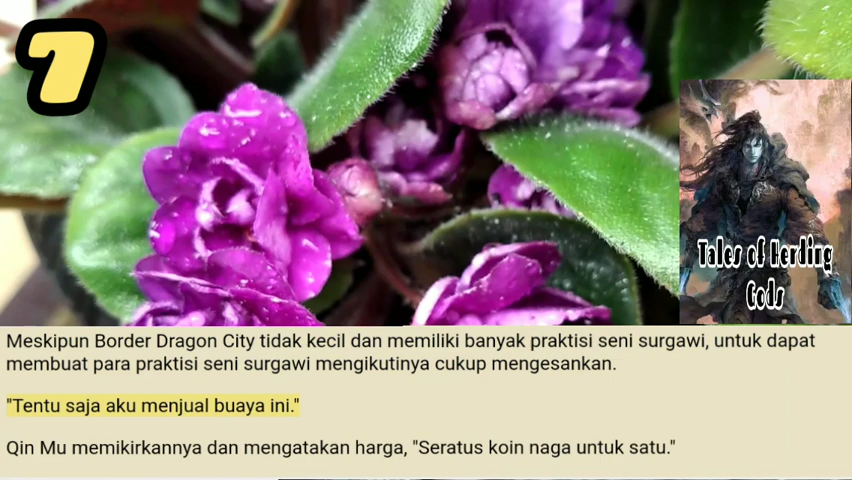 7
Tales of Herding
Gods
Meskipun Border Dragon City tidak kecil dan memiliki banyak praktisi seni surgawi, untuk dapat
membuat para praktisi seni surgawi mengikutinya cukup mengesankan.
"Tentu saja aku menjual buaya ini."
Qin Mu memikirkannya dan mengatakan harga, "Seratus koin naga untuk satu."